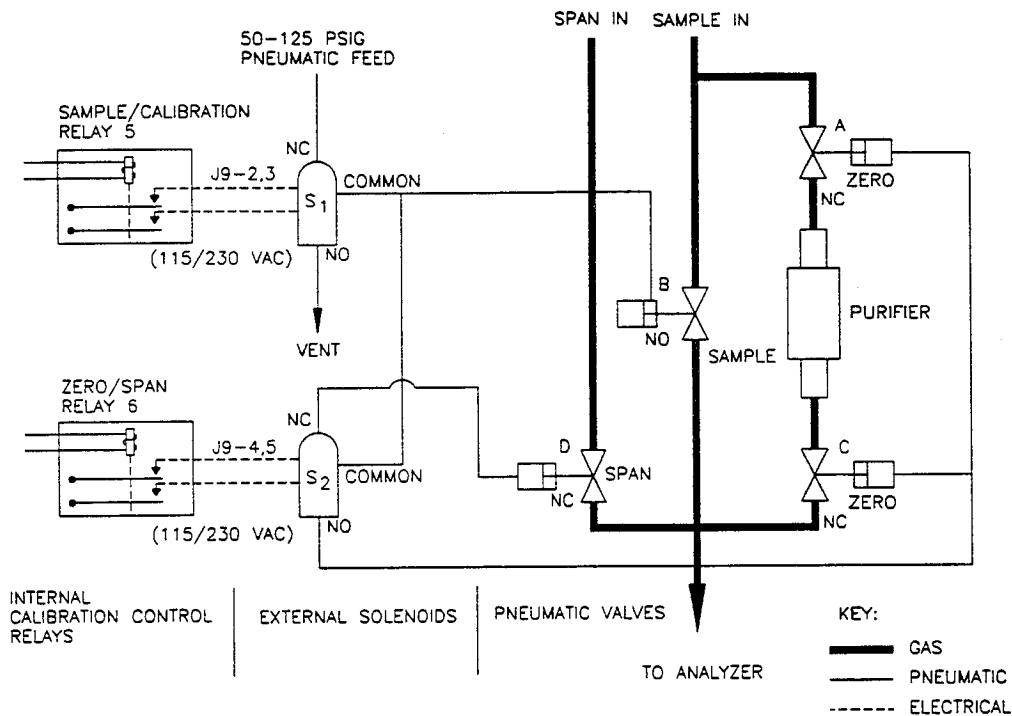 SPAN IN
SAMPLE IN
50-125 PSIG
PNEUMATIC FEED
SAMPLE/CALIBRATION
RELAY 5
NC
J9-2,3
COMMON
S1
(115/230 VAC)
NO
VENT
A
ZERO
NC
B
NO
SAMPLE
PURIFIER
ZERO/SPAN
RELAY 6
NC
J9-4,5
COMMON
S2
(115/230 VAC)
NO
D
SPAN
NC
C
ZERO
NC
INTERNAL
CALIBRATION CONTROL
RELAYS
EXTERNAL SOLENOIDS
PNEUMATIC VALVES
TO ANALYZER
KEY:
GAS
PNEUMATIC
ELECTRICAL